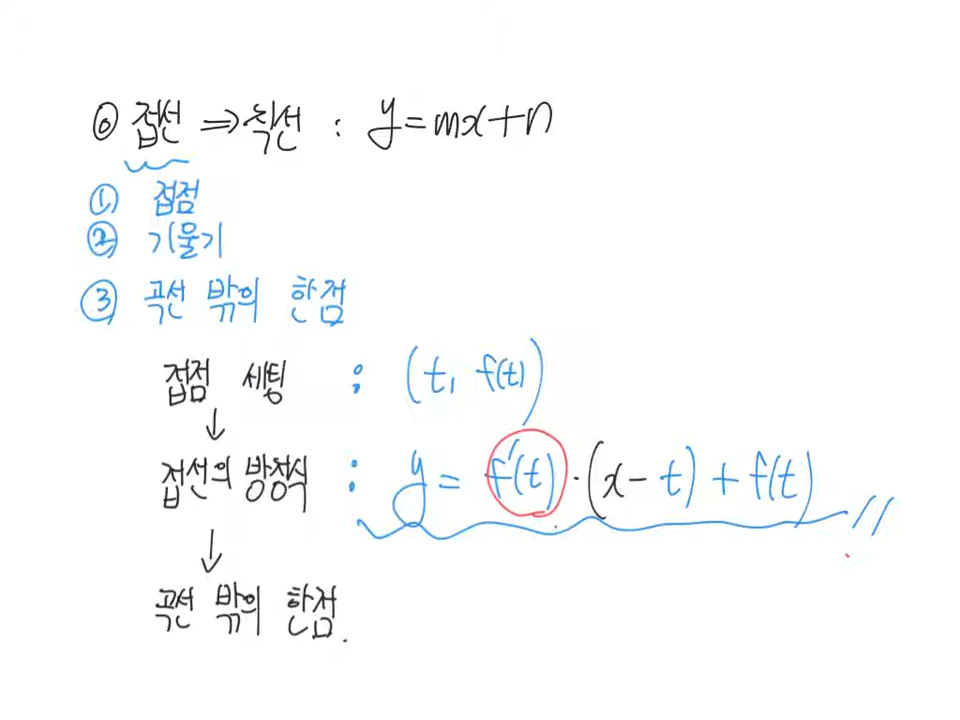 ◎ 접선 ⇒ 직선 : y = mx + n
① 접점
② 기울기
③ 곡선 밖의 한점
접점 세팅 : (t, f(t))
↓
접선의 방정식 : y = f'(t)·(x - t) + f(t)
↓
곡선 밖의 한점.